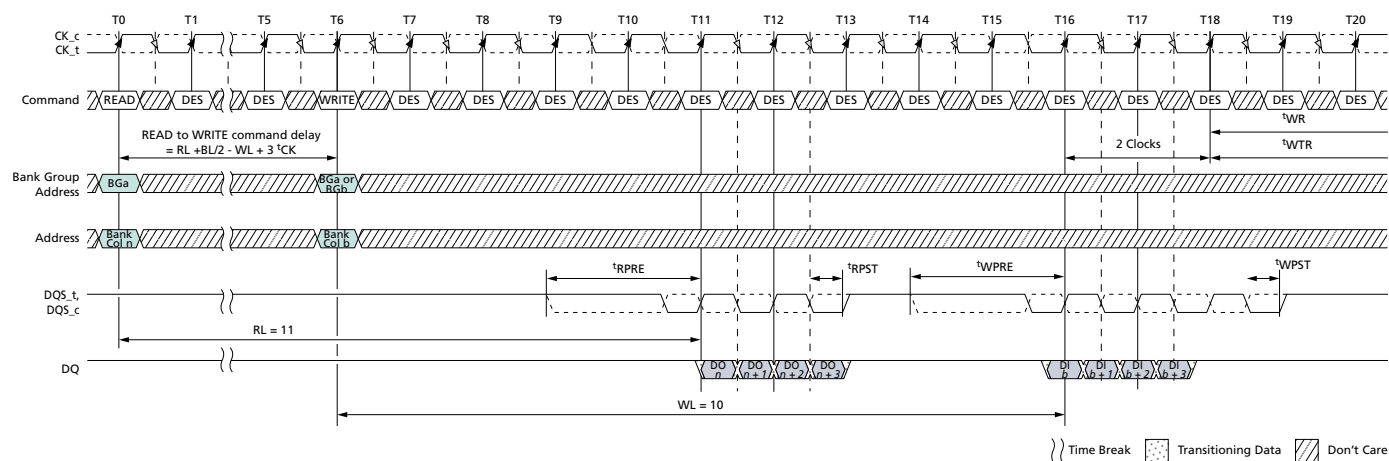 T0 T1 T5 T6 T7 T8 T9 T10 T11 T12 T13 T14 T15 T16 T17 T18 T19 T20
CK_c
CK_t
Command READ DES DES WRITE DES DES DES DES DES DES DES DES DES DES DES DES DES DES
READ to WRITE command delay
= RL +BL/2 - WL + 3 tCK
2 Clocks
tWR
tWTR
Bank Group
Address
BGa
BGa or
BGb
Address
Bank
Col n
Bank
Col b
tRPRE tRPST tWPRE tWPST
DQS_t,
DQS_c
RL = 11
DQ
DO
n
DO
n + 1
DO
n + 2
DO
n + 3
DI
b
DI
b + 1
DI
b + 2
DI
b + 3
WL = 10
Time Break Transitioning Data Don't Care